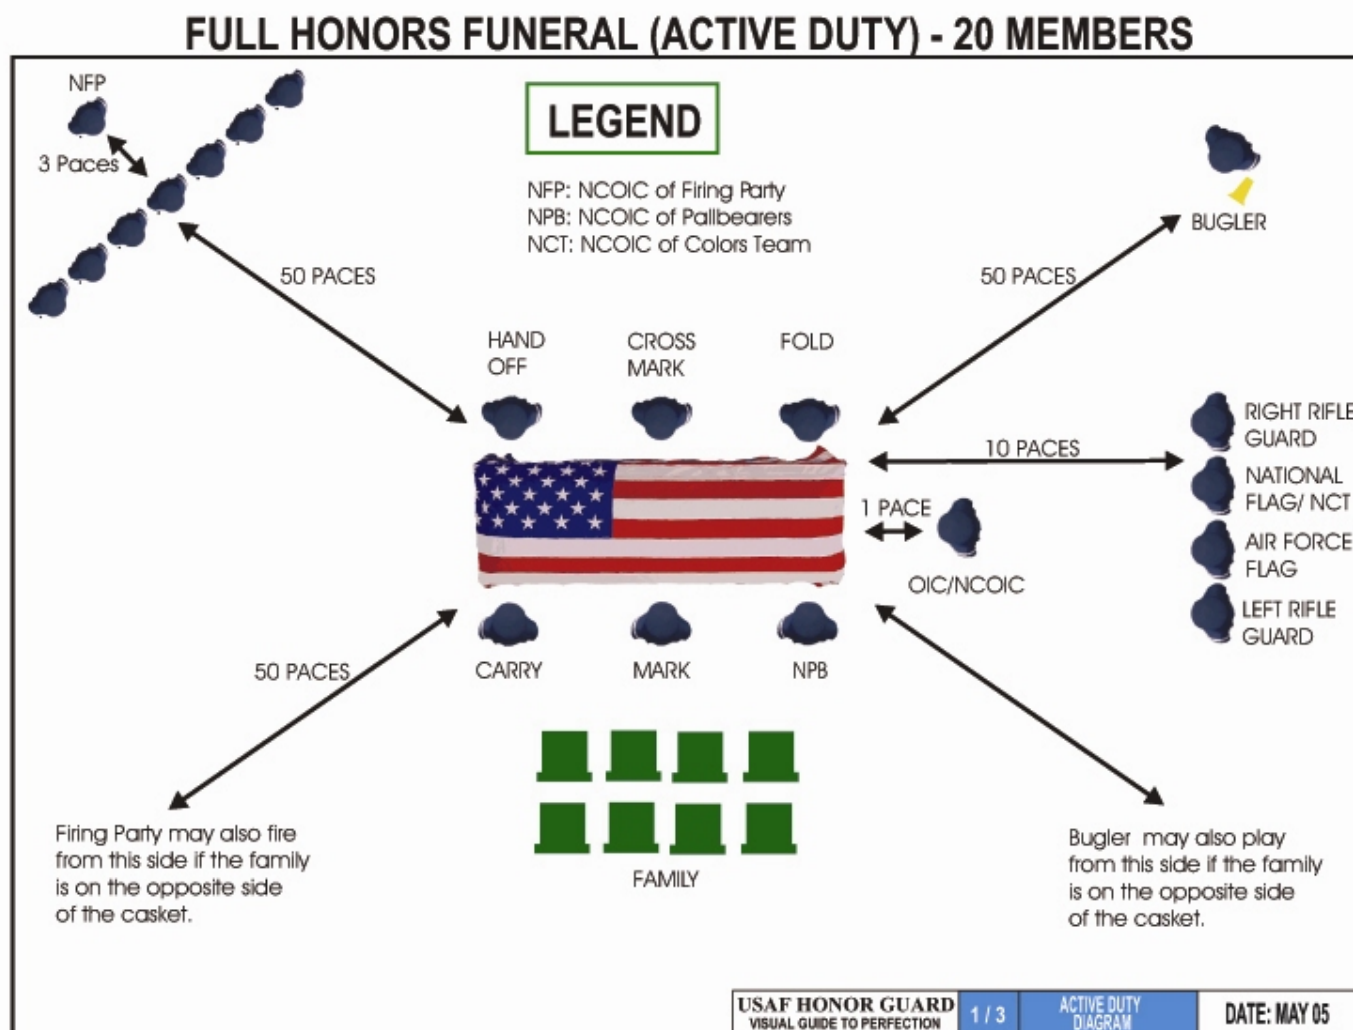 FULL HONORS FUNERAL (ACTIVE DUTY) - 20 MEMBERS
NFP
3 Paces
LEGEND
NFP: NCOIC of Firing Party
NPB: NCOIC of Pallbearers
NCT: NCOIC of Colors Team
BUGLER
50 PACES
50 PACES
HAND
OFF
CROSS
MARK
FOLD
10 PACES
RIGHT RIFLE
GUARD
NATIONAL
FLAG/ NCT
AIR FORCE
FLAG
LEFT RIFLE
GUARD
1 PACE
OIC/NCOIC
50 PACES
CARRY
MARK
NPB
FAMILY
Firing Party may also fire
from this side if the family
is on the opposite side
of the casket.
Bugler may also play
from this side if the family
is on the opposite side
of the casket.
USAF HONOR GUARD
VISUAL GUIDE TO PERFECTION
1 / 3
ACTIVE DUTY
DIAGRAM
DATE: MAY 05